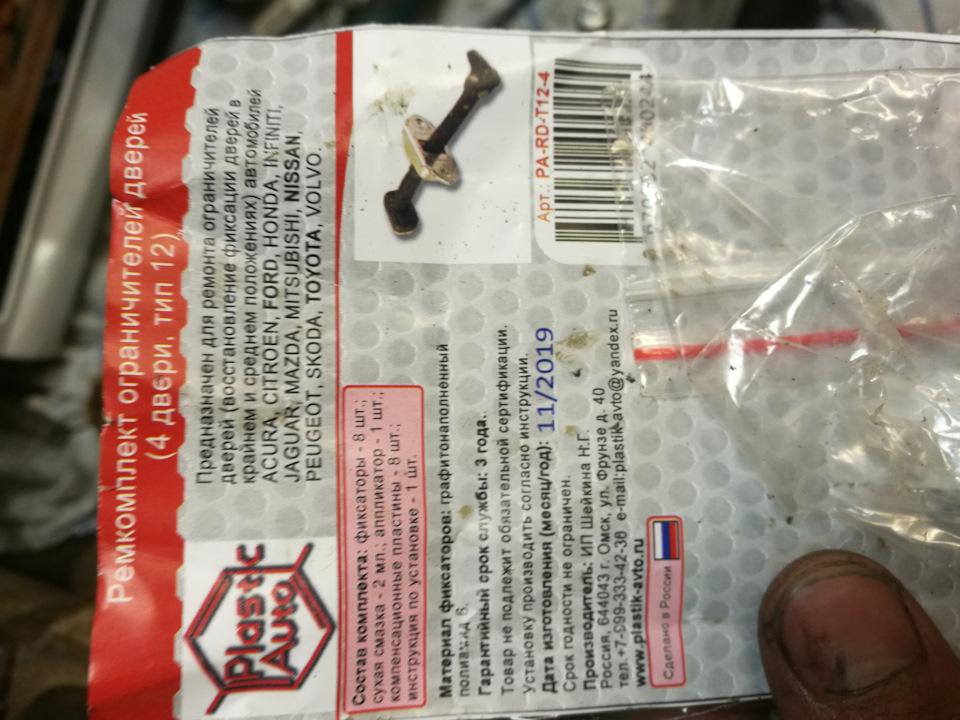 Ремкомплект ограничителей дверей
(4 двери, тип 12)
Plastic
Auto
Предназначен для ремонта ограничителей
дверей (восстановление фиксации дверей в
крайнем и среднем положениях) автомобилей
ACURA, CITROEN, FORD, HONDA, INFINITI,
JAGUAR, MAZDA, MITSUBISHI, NISSAN,
PEUGEOT, SKODA, TOYOTA, VOLVO.
Состав комплекта: фиксаторы - 8 шт.;
сухая смазка - 2 мл.; аппликатор - 1 шт.;
компенсационные пластины - 8 шт.;
инструкция по установке - 1 шт.
Арт.: PA-RD-T12-4
Материал фиксаторов: графитонаполненный
полиамид 6.
Гарантийный срок службы: 3 года.
Товар не подлежит обязательной сертификации.
Установку производить согласно инструкции.
Дата изготовления (месяц/год): 11/2019
Срок годности не ограничен.
Производитель: ИП Шейкина Н.Г.
Россия, 644043 г. Омск, ул. Фрунзе д. 40
тел.+7-999-333-42-36 e-mail:plastik-avto@yandex.ru
www.plastik-avto.ru
Сделано в России